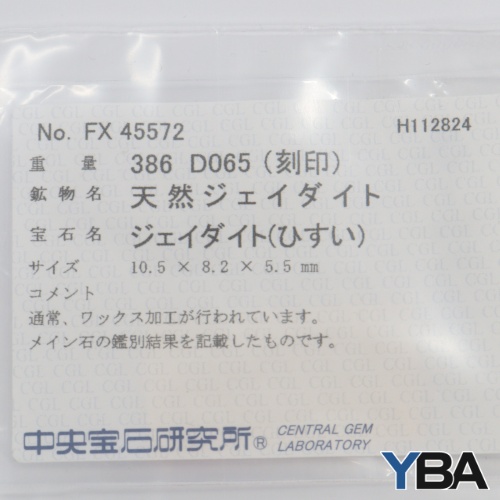 No. FX 45572 H112824
重量 386 D065 (刻印)
鉱物名 天然ジェイダイト
宝石名 ジェイダイト(ひすい)
サイズ 10.5 × 8.2 × 5.5 mm
コメント
通常、ワックス加工が行われています。
メイン石の鑑別結果を記載したものです。
中央宝石研究所® CENTRAL GEM
LABORATORY
YBA